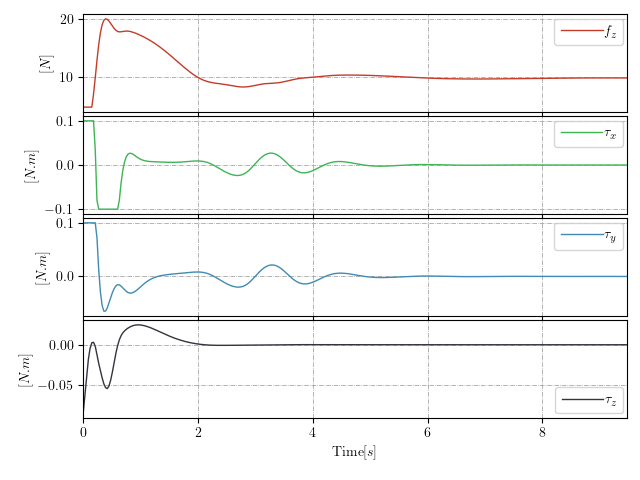 20
10
[N]
f_z
0.1
0.0
−0.1
[N.m]
τ_x
0.1
0.0
[N.m]
τ_y
0.00
−0.05
[N.m]
τ_z
0 2 4 6 8
Time[s]